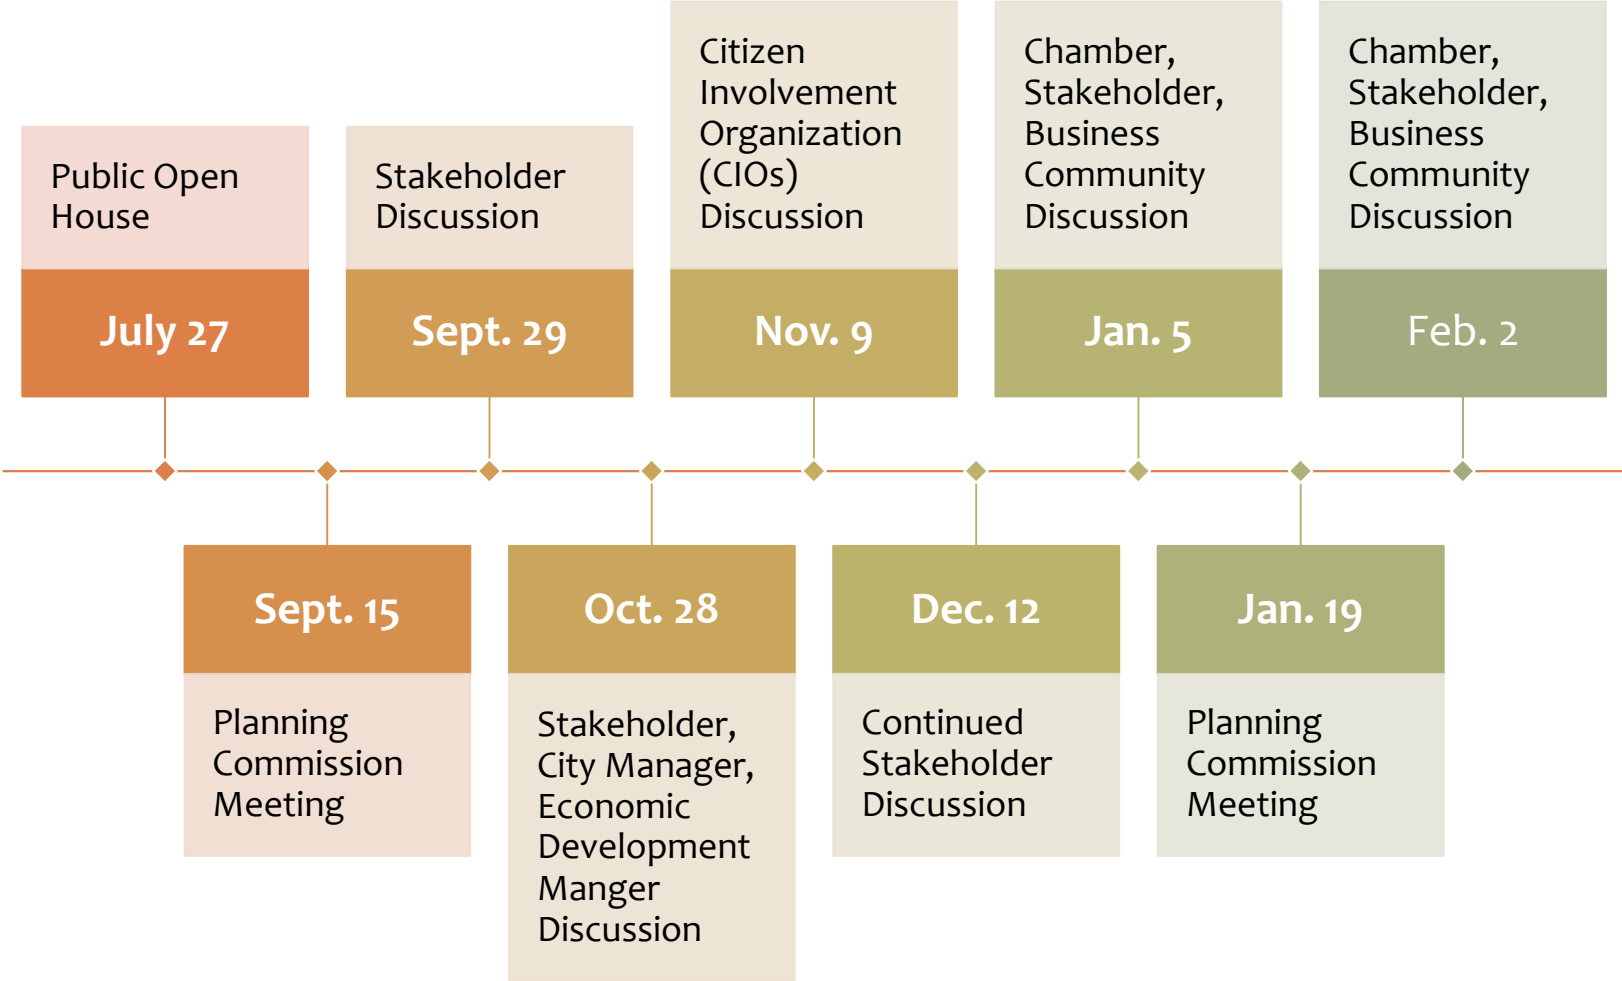 Public Open
House
July 27
Sept. 15
Planning
Commission
Meeting
Stakeholder
Discussion
Sept. 29
Oct. 28
Stakeholder,
City Manager,
Economic
Development
Manger
Discussion
Citizen
Involvement
Organization
(CIOs)
Discussion
Nov. 9
Dec. 12
Continued
Stakeholder
Discussion
Chamber,
Stakeholder,
Business
Community
Discussion
Jan. 5
Jan. 19
Planning
Commission
Meeting
Chamber,
Stakeholder,
Business
Community
Discussion
Feb. 2